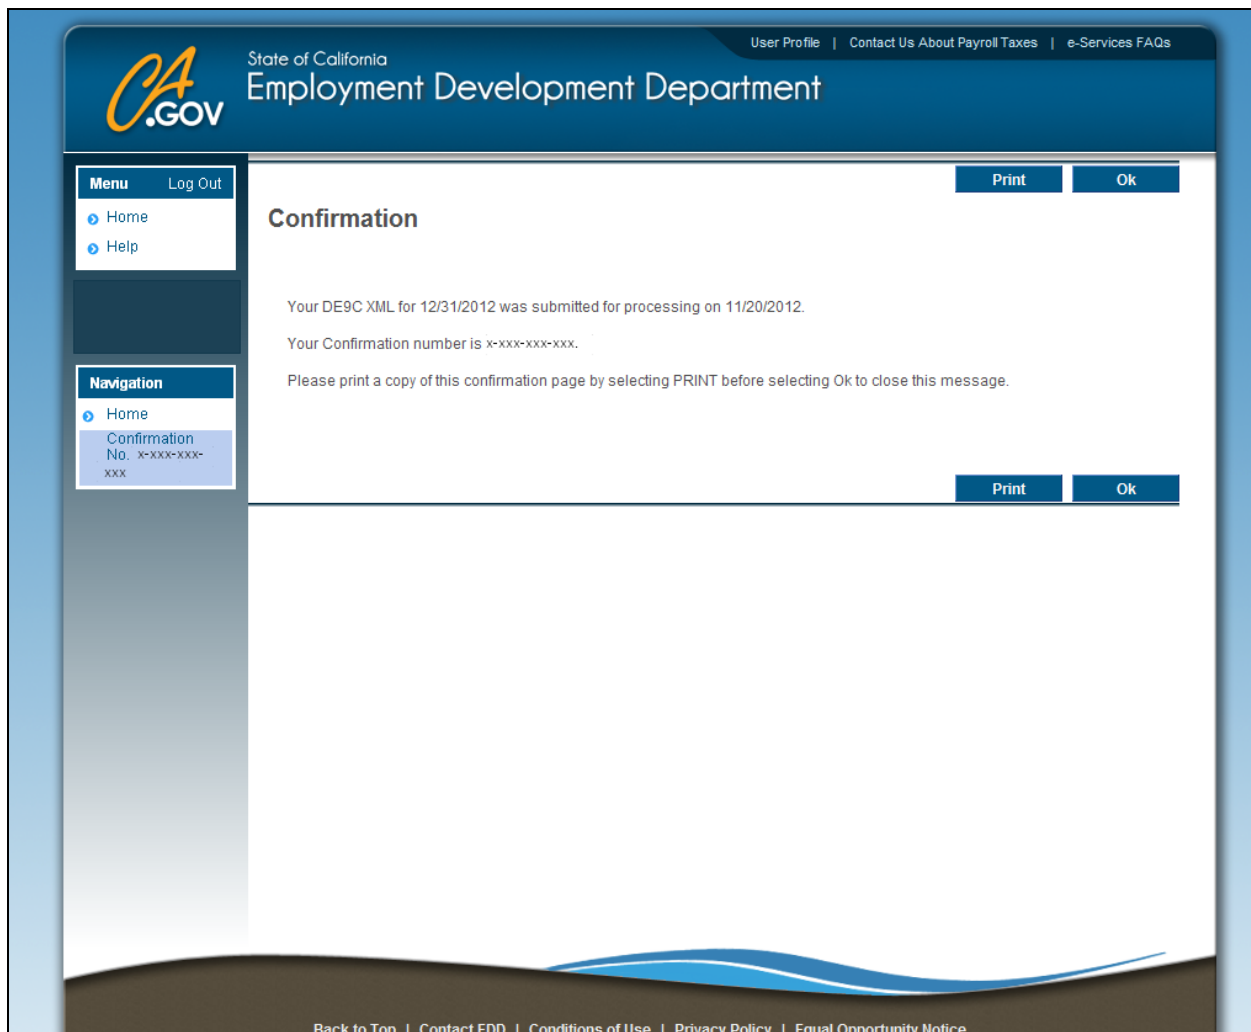 User Profile | Contact Us About Payroll Taxes | e-Services FAQs
CA.GOV
State of California
Employment Development Department
Menu Log Out
Home
Help
Print Ok
Confirmation
Your DE9C XML for 12/31/2012 was submitted for processing on 11/20/2012.
Your Confirmation number is x-xxx-xxx-xxx.
Please print a copy of this confirmation page by selecting PRINT before selecting Ok to close this message.
Navigation
Home
Confirmation
No. x-xxx-xxx-
xxx
Print Ok
Back to Top | Contact EDD | Conditions of Use | Privacy Policy | Equal Opportunity Notice